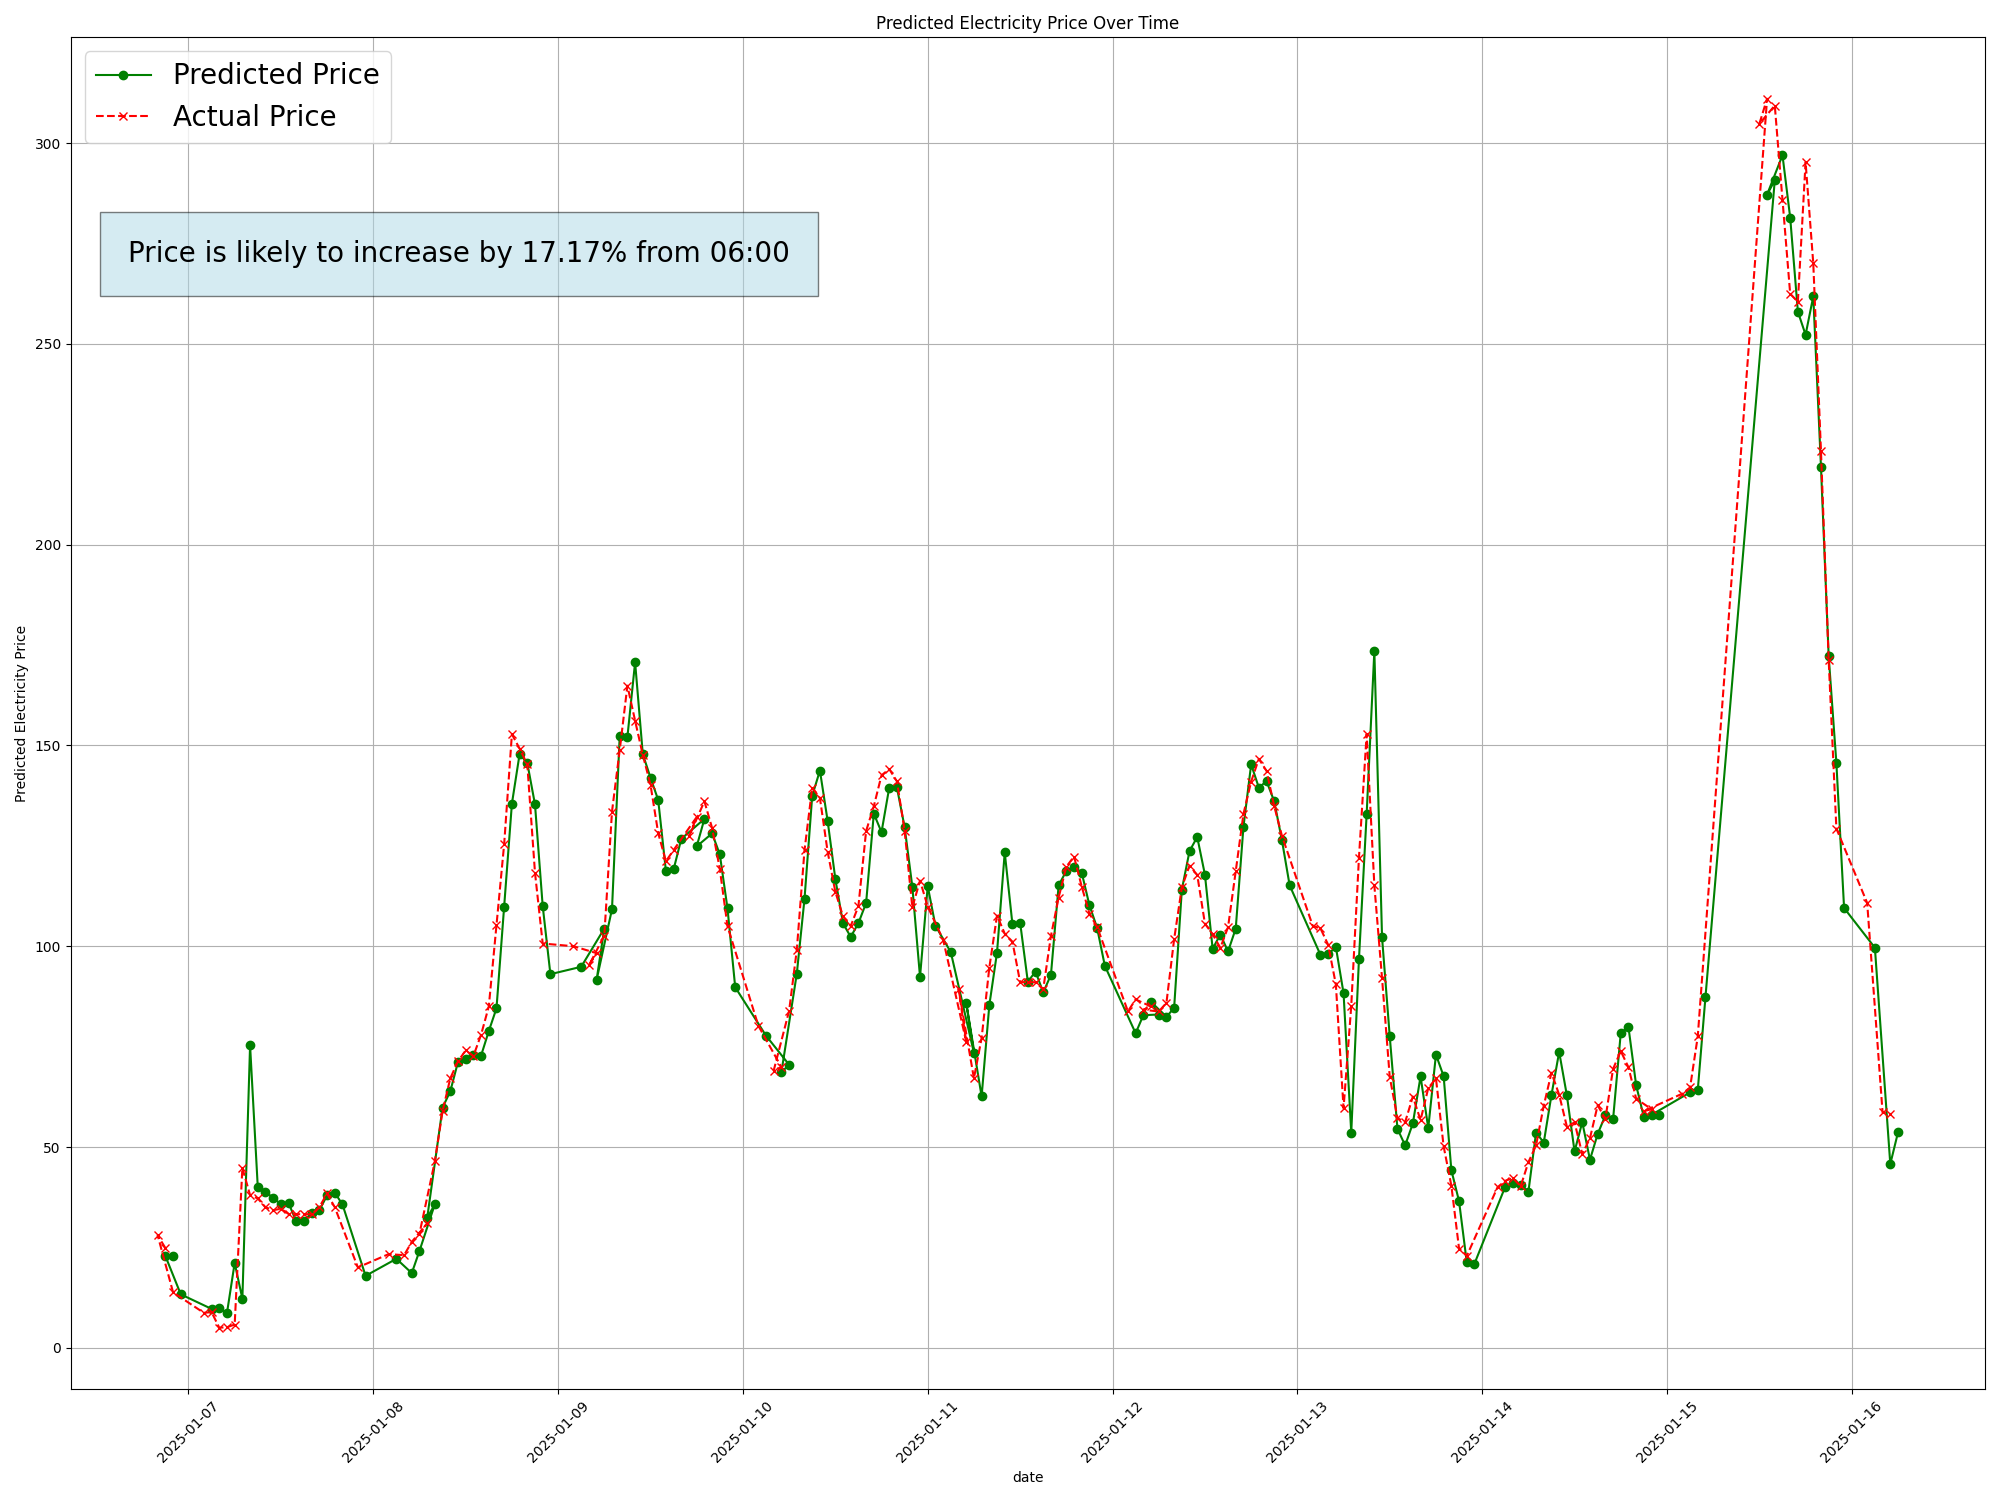 Predicted Electricity Price Over Time
Predicted Price
Actual Price
Price is likely to increase by 17.17% from 06:00
Predicted Electricity Price
300
250
200
150
100
50
0
2025-01-07
2025-01-08
2025-01-09
2025-01-10
2025-01-11
2025-01-12
2025-01-13
2025-01-14
2025-01-15
2025-01-16
date